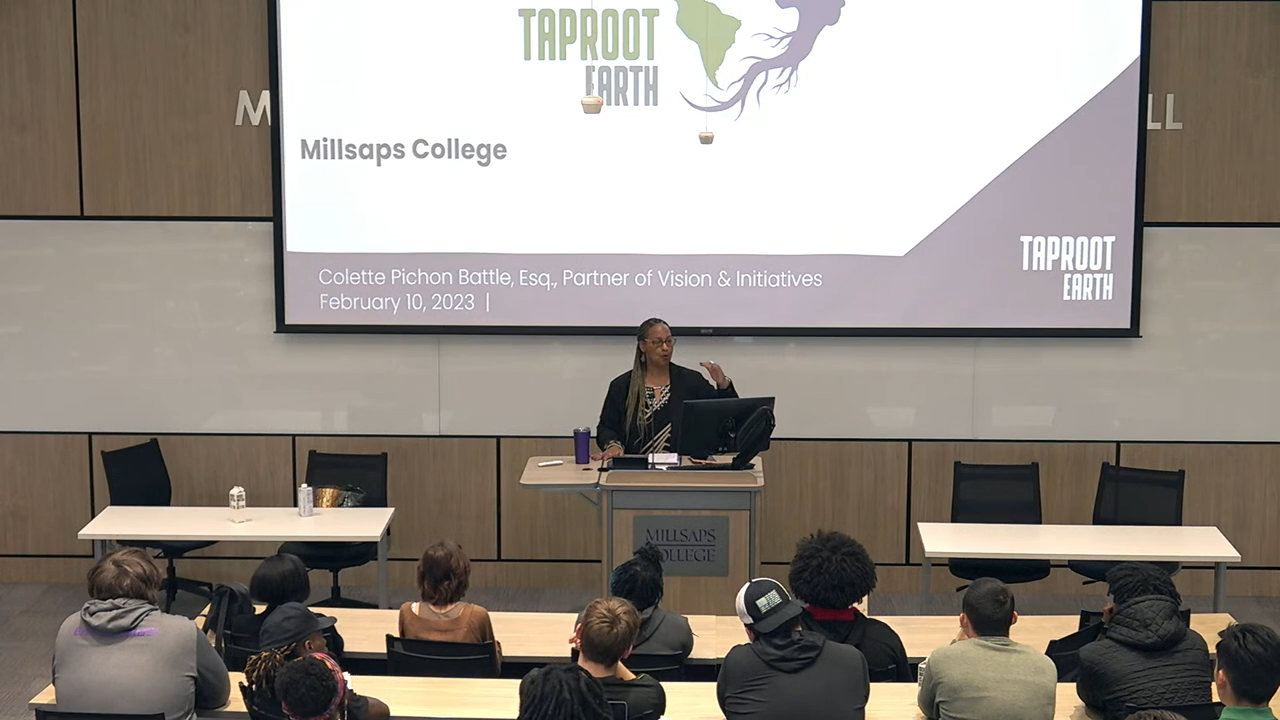 TAPROOT
EARTH
M
LL
Millsaps College
Colette Pichon Battle, Esq., Partner of Vision & Initiatives
February 10, 2023 |
TAPROOT
EARTH
MILLSAPS
COLLEGE